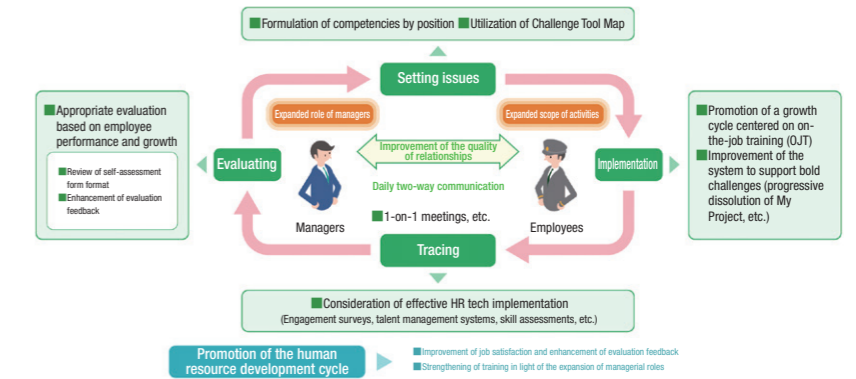 ■Formulation of competencies by position ■Utilization of Challenge Tool Map
Setting issues
Expanded role of managers
Expanded scope of activities
■Appropriate evaluation
based on employee
performance and growth
■Review of self-assessment
form format
■Enhancement of evaluation
feedback
Evaluating
Improvement of the quality
of relationships
Daily two-way communication
■1-on-1 meetings, etc.
Managers
Employees
Implementation
■Promotion of a growth
cycle centered on on-
the-job training (OJT)
■Improvement of the
system to support bold
challenges (progressive
dissolution of My
Project, etc.)
Tracing
■Consideration of effective HR tech implementation
(Engagement surveys, talent management systems, skill assessments, etc.)
Promotion of the human
resource development cycle
■Improvement of job satisfaction and enhancement of evaluation feedback
■Strengthening of training in light of the expansion of managerial roles